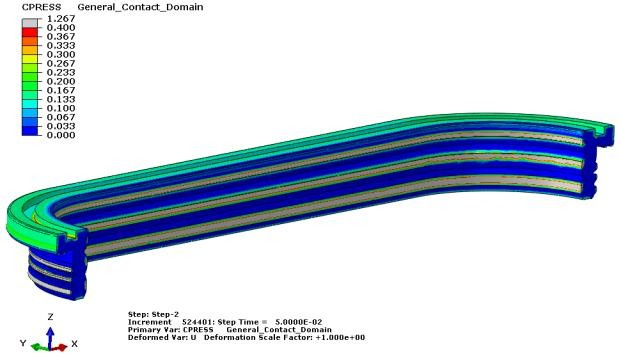 CPRESS General_Contact_Domain
1.267
0.400
0.367
0.333
0.300
0.267
0.233
0.200
0.167
0.133
0.100
0.067
0.033
0.000
Z
Y X
Step: Step-2
Increment 524401: Step Time = 5.0000E-02
Primary Var: CPRESS General_Contact_Domain
Deformed Var: U Deformation Scale Factor: +1.000e+00